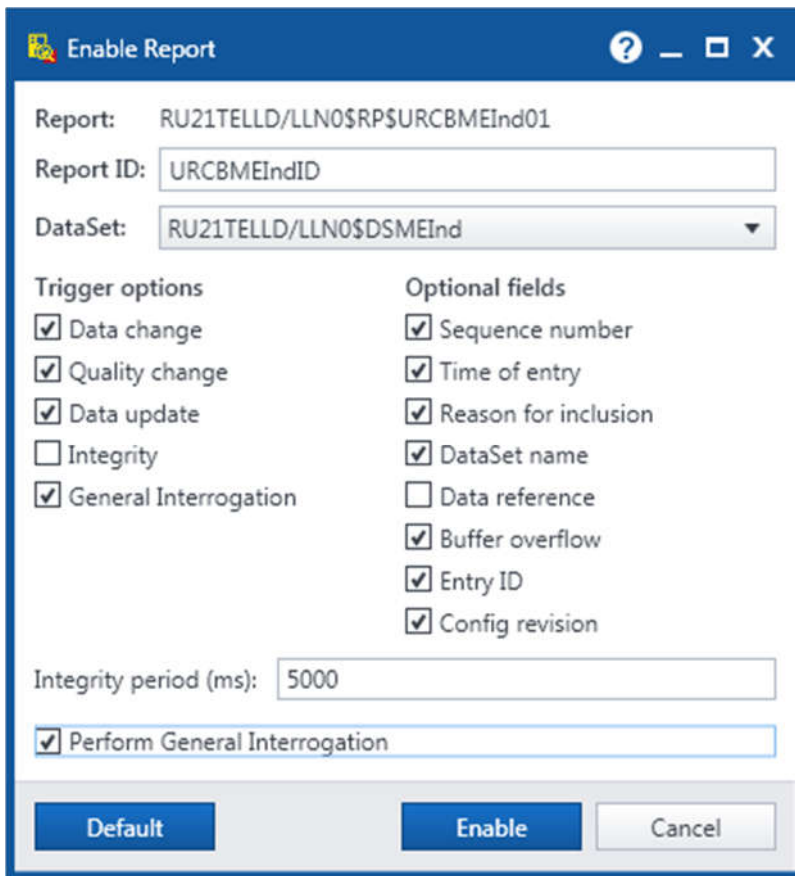 Enable Report
Report: RU21TELLD/LLN0$RP$URCBMEInd01
Report ID: URCBMEIndID
DataSet: RU21TELLD/LLN0$DSMEInd
Trigger options
Data change
Quality change
Data update
Integrity
General Interrogation
Optional fields
Sequence number
Time of entry
Reason for inclusion
DataSet name
Data reference
Buffer overflow
Entry ID
Config revision
Integrity period (ms): 5000
Perform General Interrogation
Default Enable Cancel